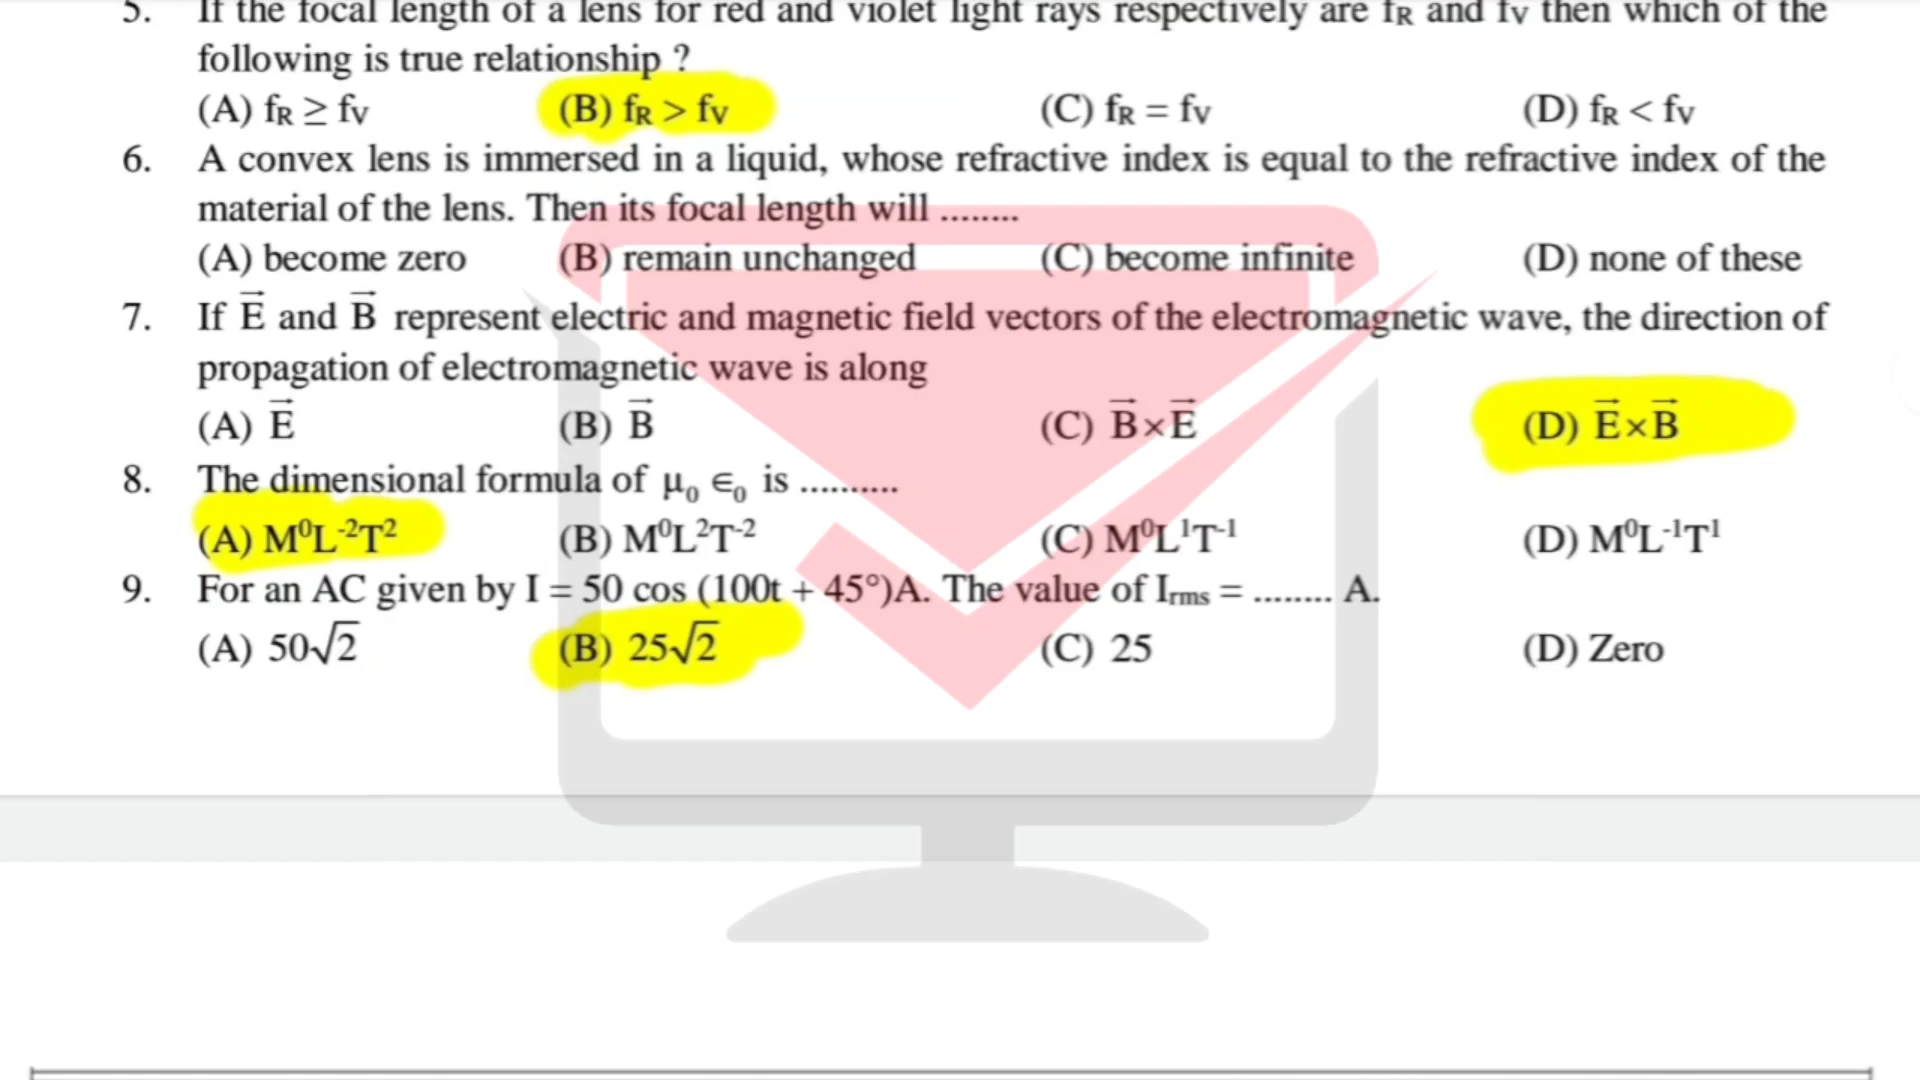 5. If the focal length of a lens for red and violet light rays respectively are fR and fV then which of the
following is true relationship ?
(A) fR ≥ fV (B) fR > fV (C) fR = fV (D) fR < fV
6. A convex lens is immersed in a liquid, whose refractive index is equal to the refractive index of the
material of the lens. Then its focal length will ........
(A) become zero (B) remain unchanged (C) become infinite (D) none of these
7. If E⃗ and B⃗ represent electric and magnetic field vectors of the electromagnetic wave, the direction of
propagation of electromagnetic wave is along
(A) E⃗ (B) B⃗ (C) B⃗×E⃗ (D) E⃗×B⃗
8. The dimensional formula of μ₀ ∈₀ is ..........
(A) M⁰L⁻²T² (B) M⁰L²T⁻² (C) M⁰L¹T⁻¹ (D) M⁰L⁻¹T¹
9. For an AC given by I = 50 cos (100t + 45°)A. The value of Irms = ........ A.
(A) 50√2 (B) 25√2 (C) 25 (D) Zero